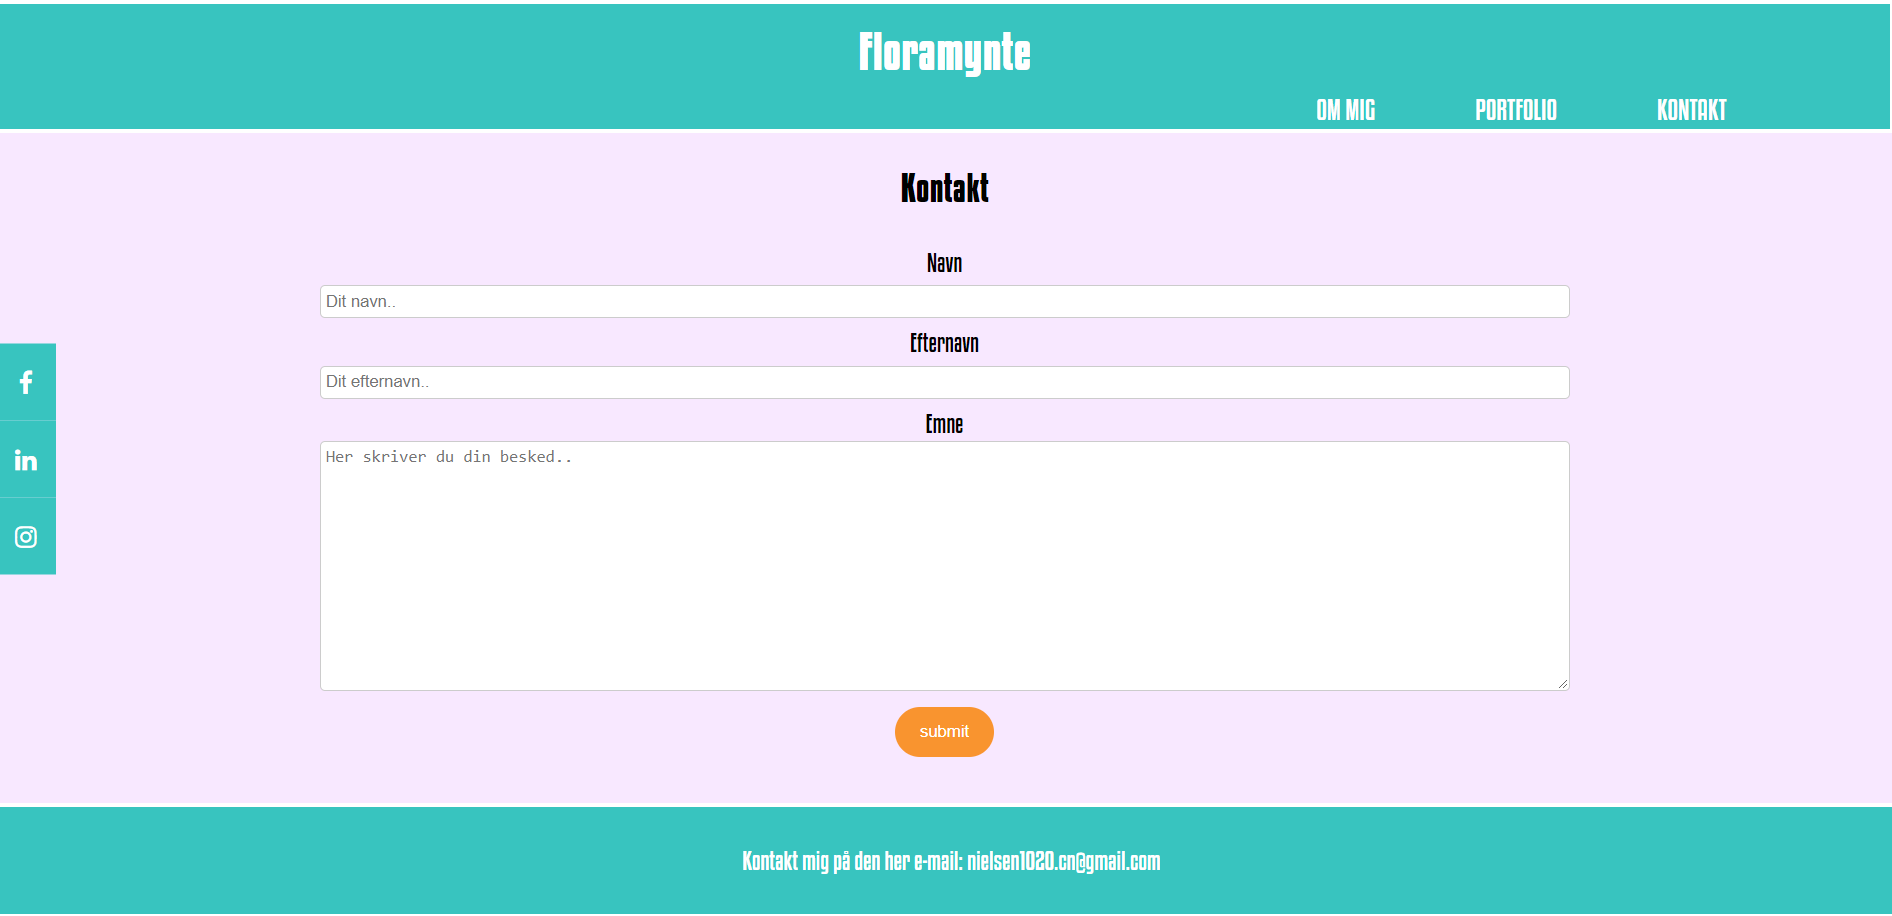 Floramynte
OM MIG PORTFOLIO KONTAKT
Kontakt
Navn
Dit navn..
Efternavn
Dit efternavn..
Emne
Her skriver du din besked..
submit
Kontakt mig på den her e-mail: nielsen1020.cn@gmail.com